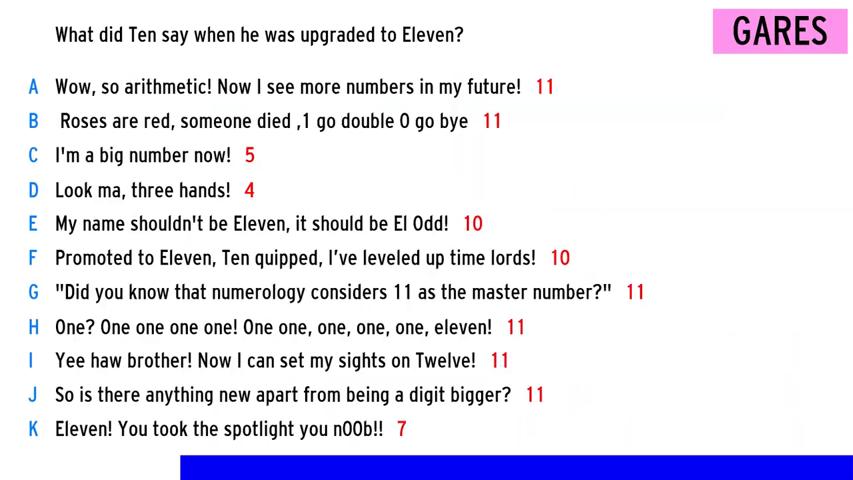 What did Ten say when he was upgraded to Eleven?
GARES
A Wow, so arithmetic! Now I see more numbers in my future! 11
B Roses are red, someone died ,1 go double 0 go bye 11
C I'm a big number now! 5
D Look ma, three hands! 4
E My name shouldn't be Eleven, it should be El Odd! 10
F Promoted to Eleven, Ten quipped, I've leveled up time lords! 10
G "Did you know that numerology considers 11 as the master number?" 11
H One? One one one one! One one, one, one, one, eleven! 11
I Yee haw brother! Now I can set my sights on Twelve! 11
J So is there anything new apart from being a digit bigger? 11
K Eleven! You took the spotlight you n00b!! 7